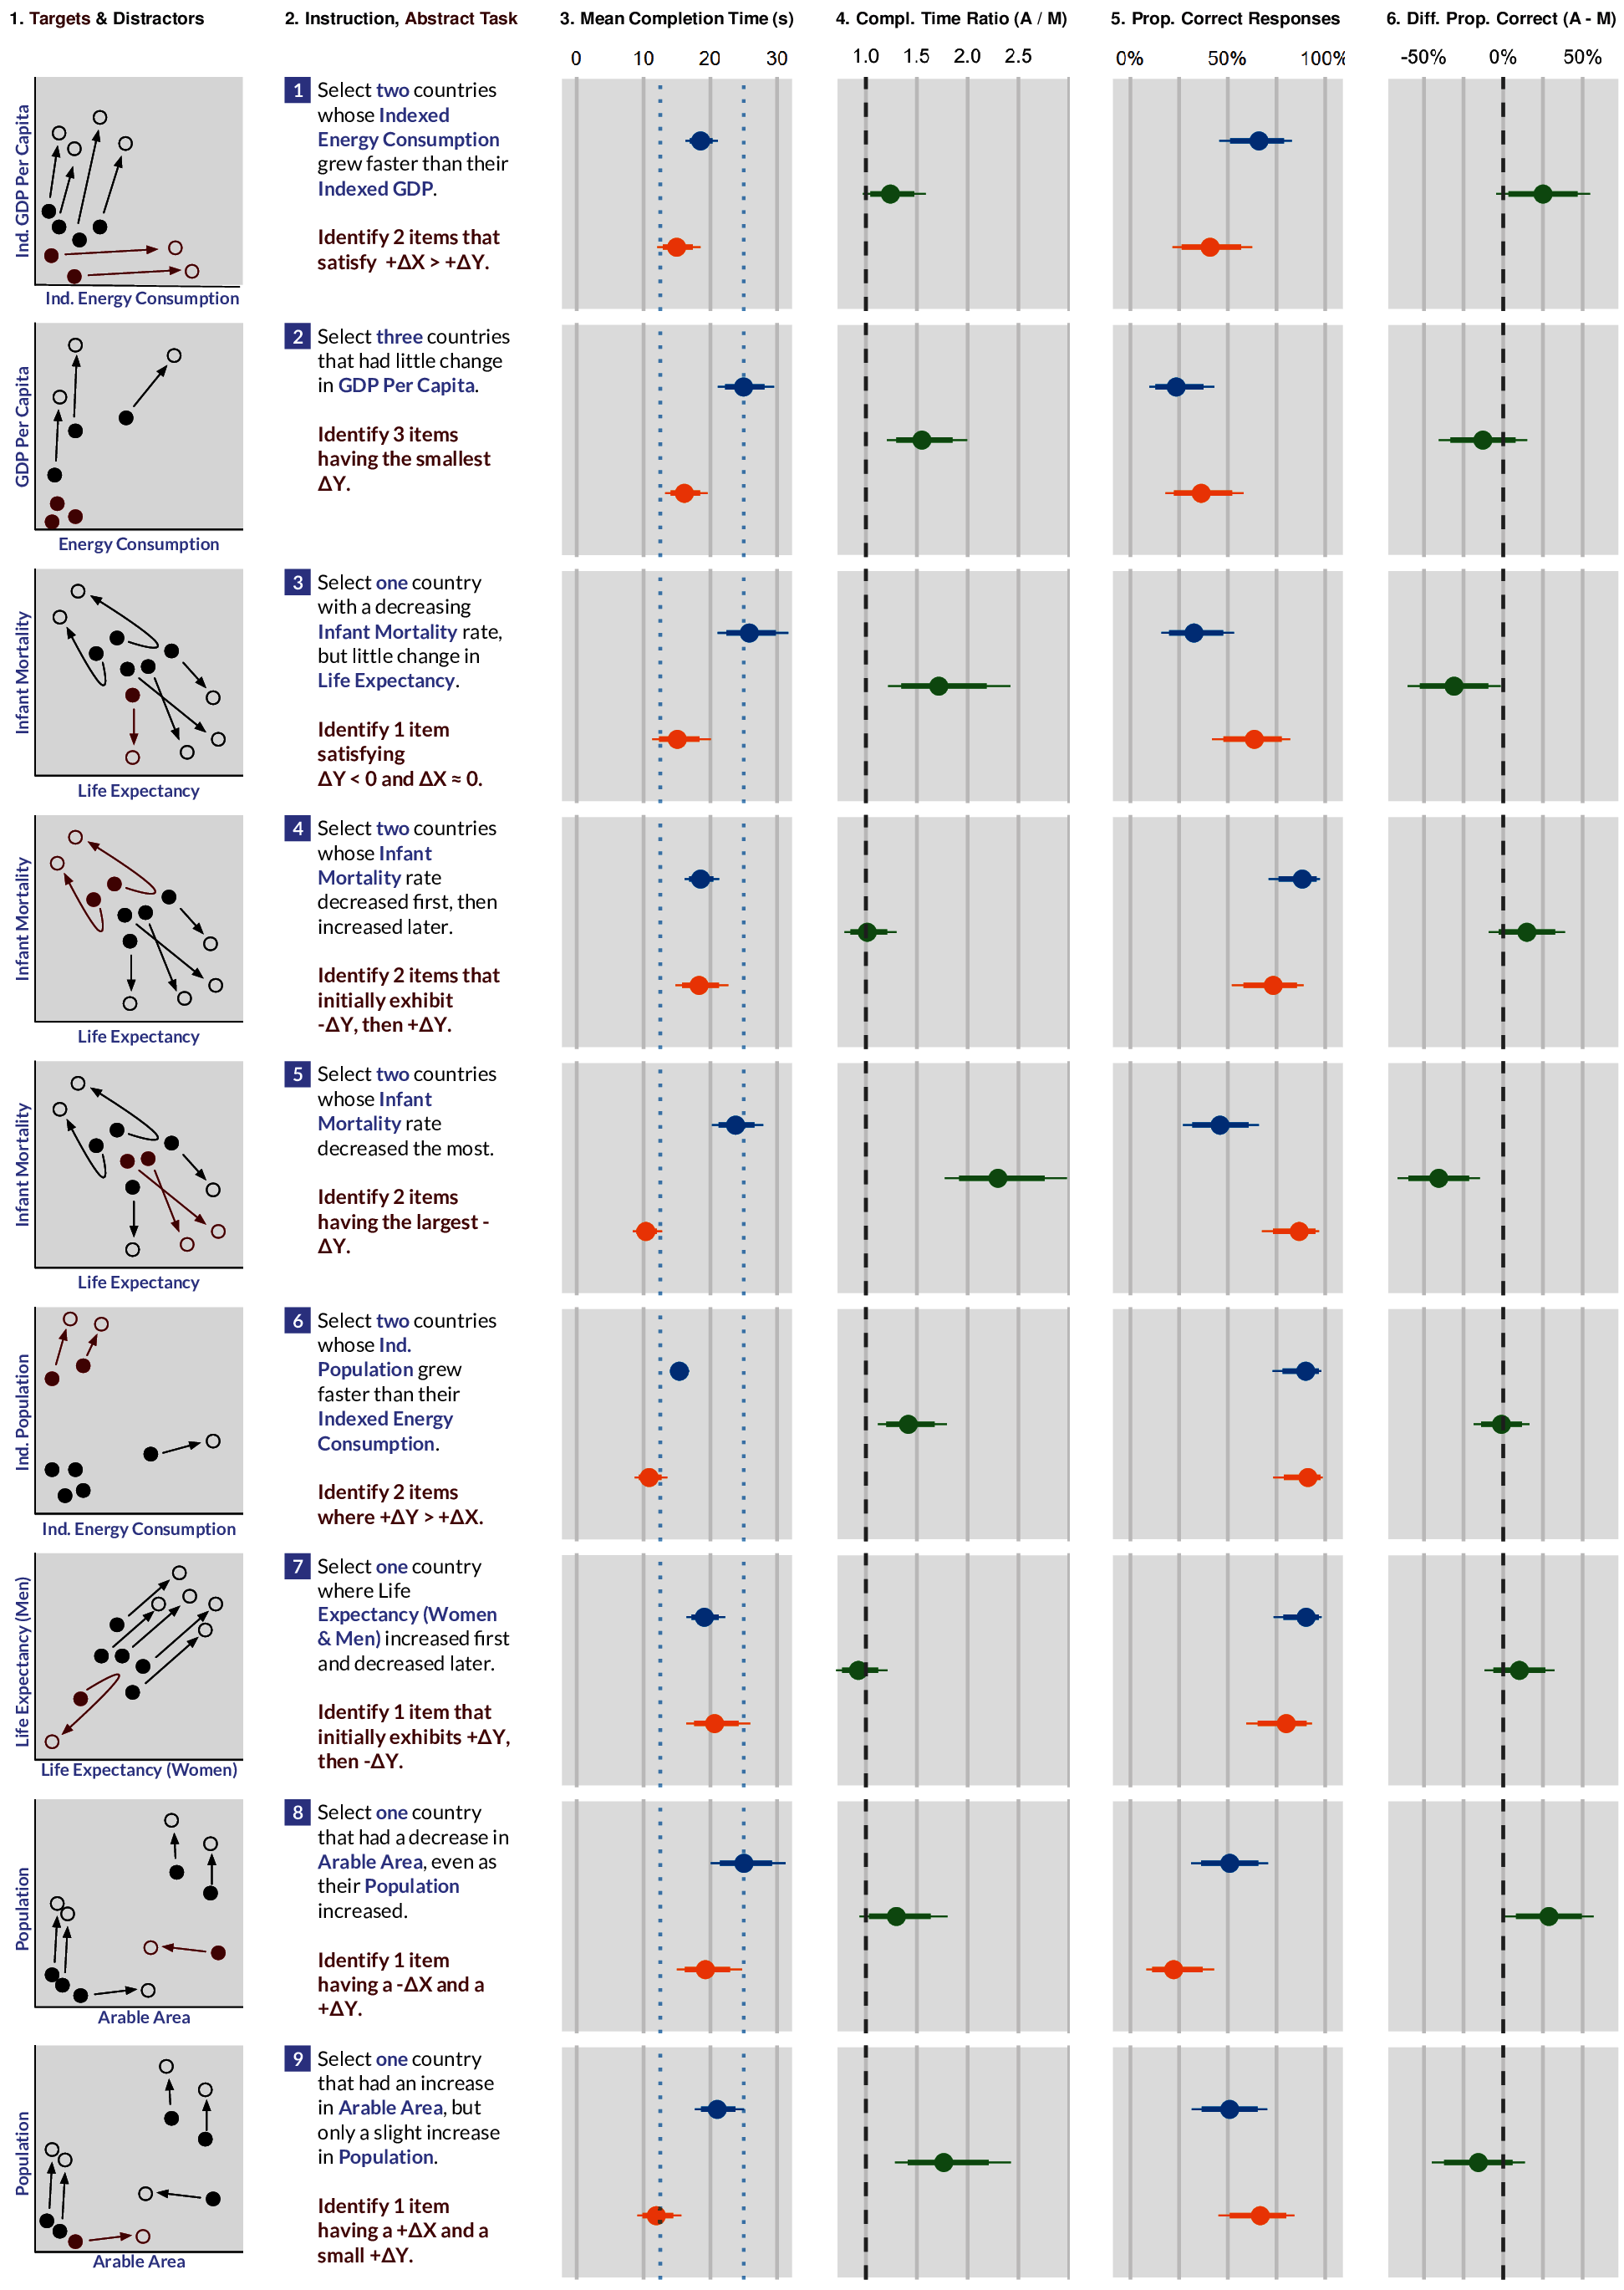 1. Targets & Distractors
2. Instruction, Abstract Task
3. Mean Completion Time (s)
4. Compl. Time Ratio (A / M)
5. Prop. Correct Responses
6. Diff. Prop. Correct (A - M)
0 10 20 30
1.0 1.5 2.0 2.5
0% 50% 100%
-50% 0% 50%
Ind. GDP Per Capita
Ind. Energy Consumption
1 Select two countries
whose Indexed
Energy Consumption
grew faster than their
Indexed GDP.
Identify 2 items that
satisfy +ΔX > +ΔY.
GDP Per Capita
Energy Consumption
2 Select three countries
that had little change
in GDP Per Capita.
Identify 3 items
having the smallest
ΔY.
Infant Mortality
Life Expectancy
3 Select one country
with a decreasing
Infant Mortality rate,
but little change in
Life Expectancy.
Identify 1 item
satisfying
ΔY < 0 and ΔX ≈ 0.
Infant Mortality
Life Expectancy
4 Select two countries
whose Infant
Mortality rate
decreased first, then
increased later.
Identify 2 items that
initially exhibit
-ΔY, then +ΔY.
Infant Mortality
Life Expectancy
5 Select two countries
whose Infant
Mortality rate
decreased the most.
Identify 2 items
having the largest -
ΔY.
Ind. Population
Ind. Energy Consumption
6 Select two countries
whose Ind.
Population grew
faster than their
Indexed Energy
Consumption.
Identify 2 items
where +ΔY > +ΔX.
Life Expectancy (Men)
Life Expectancy (Women)
7 Select one country
where Life
Expectancy (Women
& Men) increased first
and decreased later.
Identify 1 item that
initially exhibits +ΔY,
then -ΔY.
Population
Arable Area
8 Select one country
that had a decrease in
Arable Area, even as
their Population
increased.
Identify 1 item
having a -ΔX and a
+ΔY.
Population
Arable Area
9 Select one country
that had an increase
in Arable Area, but
only a slight increase
in Population.
Identify 1 item
having a +ΔX and a
small +ΔY.